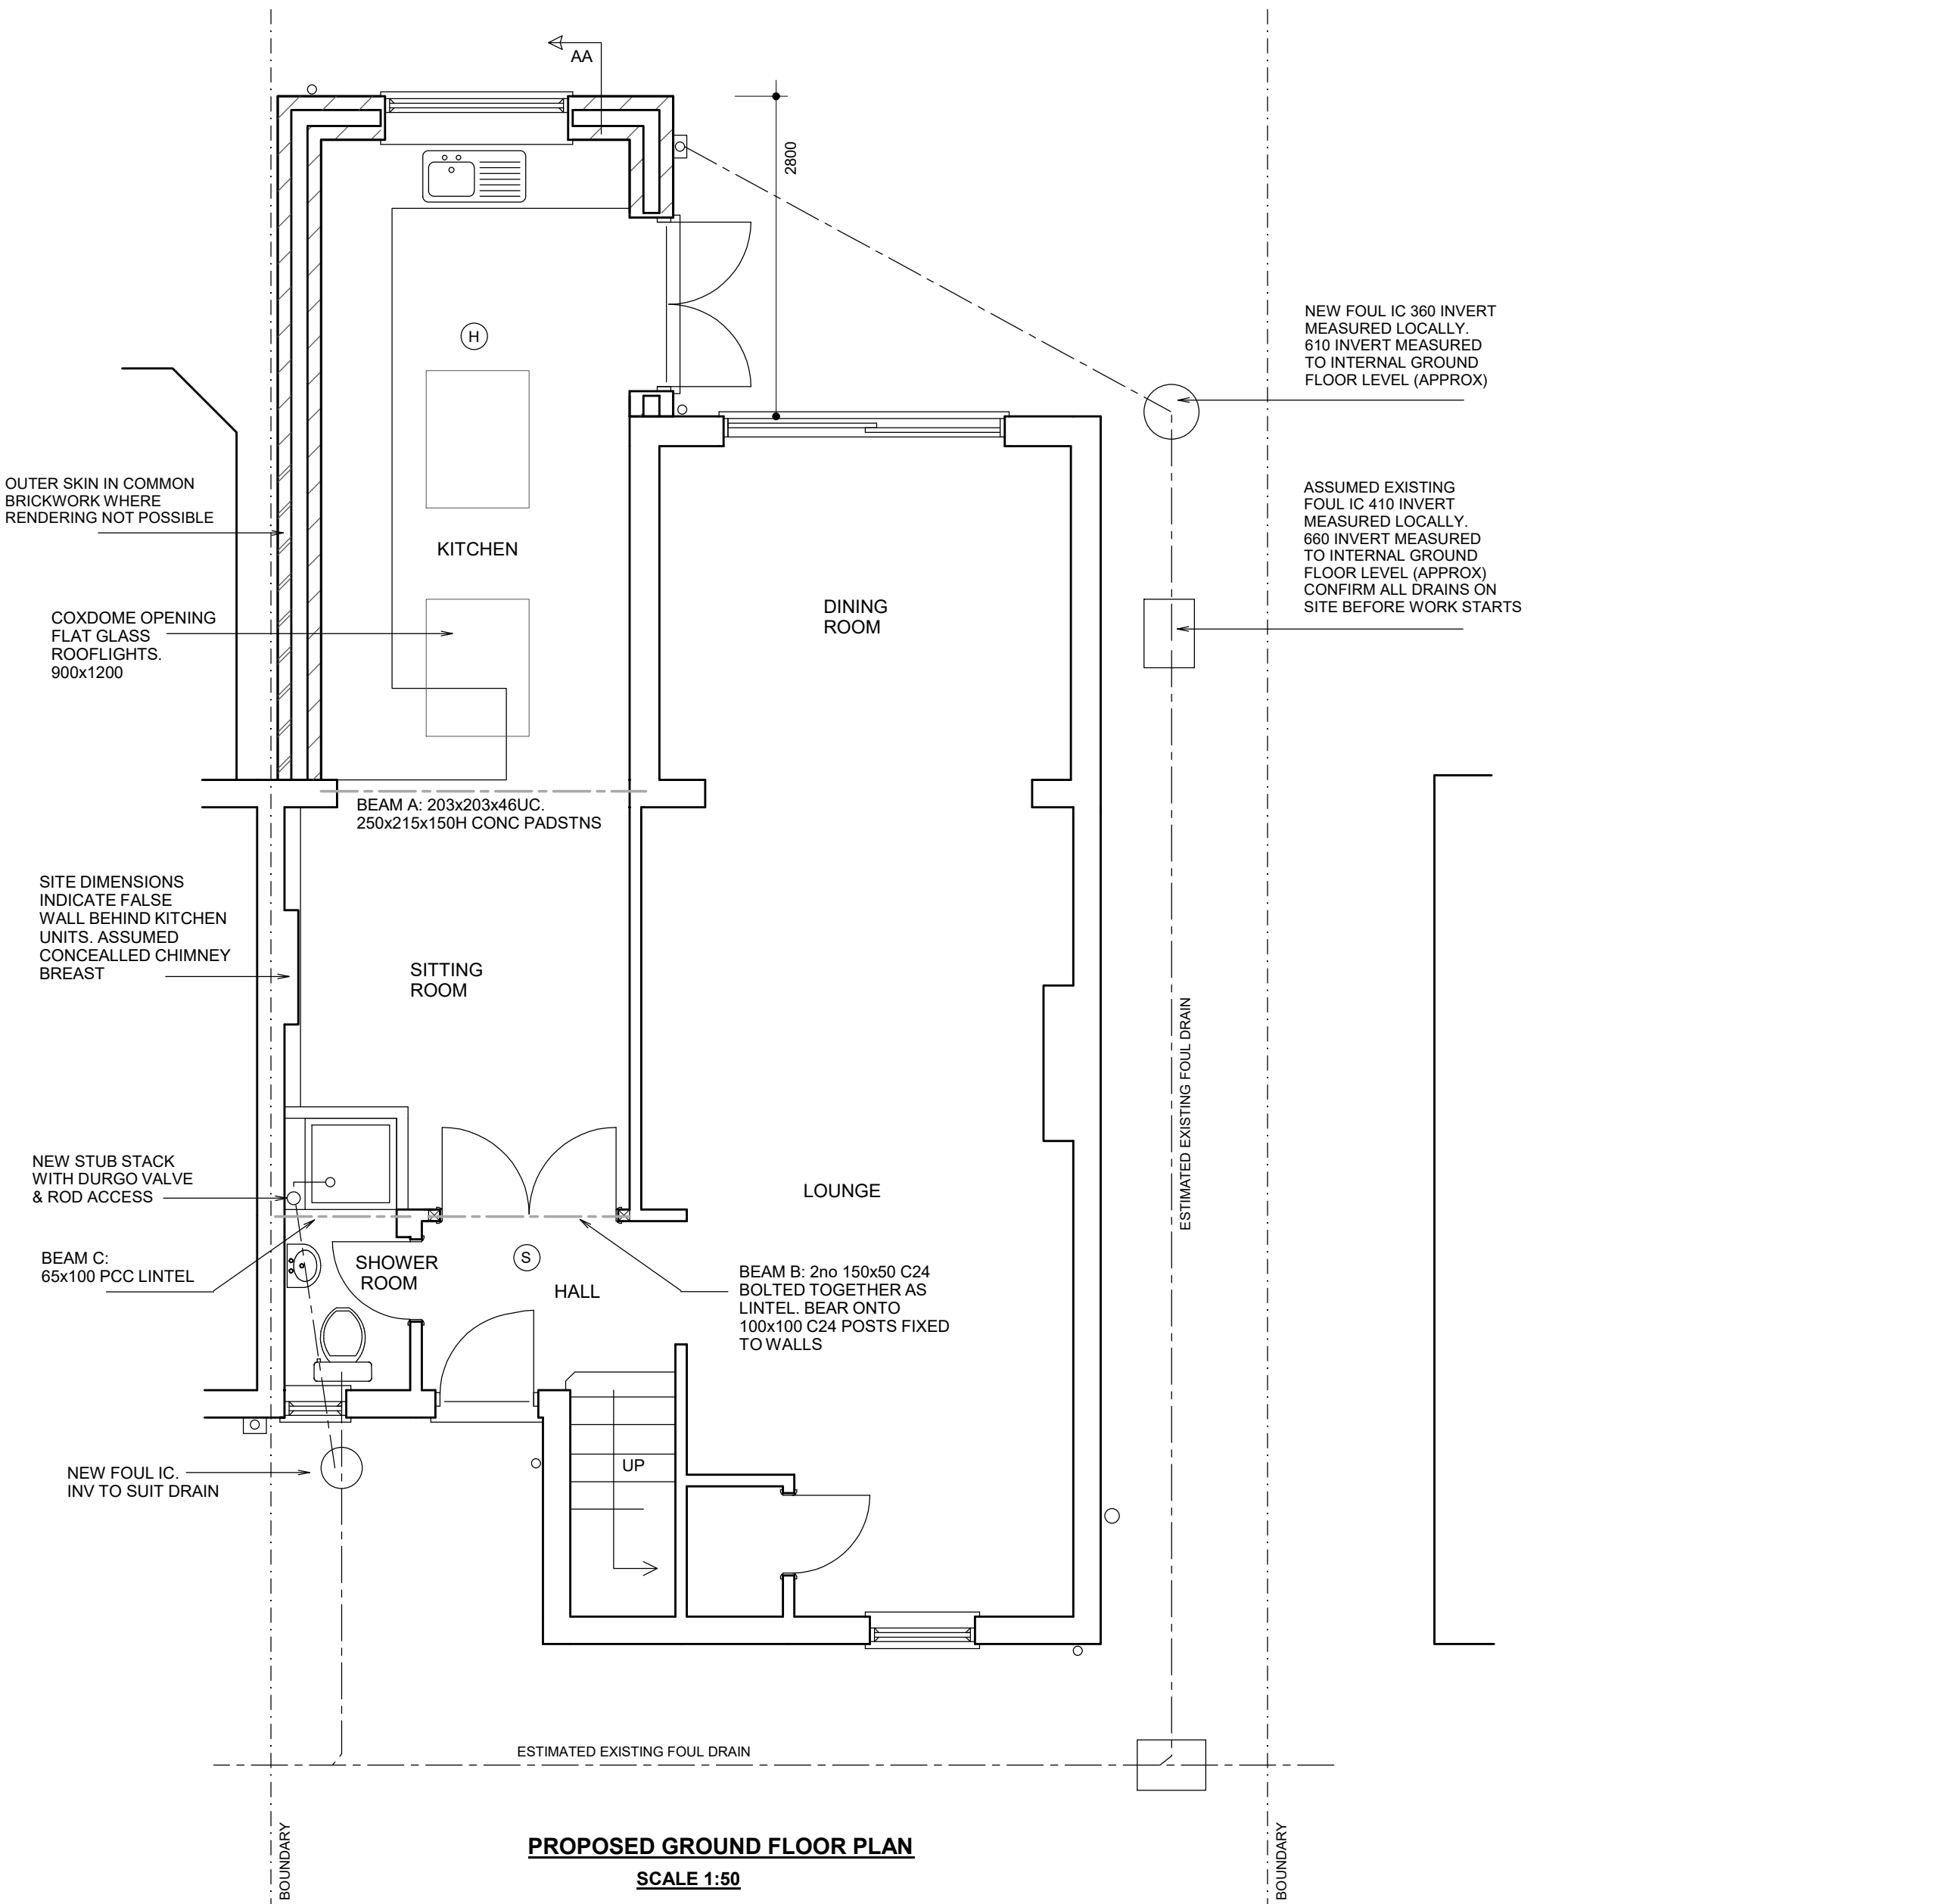 AA
2800
NEW FOUL IC 360 INVERT
MEASURED LOCALLY.
610 INVERT MEASURED
TO INTERNAL GROUND
FLOOR LEVEL (APPROX)
H
OUTER SKIN IN COMMON
BRICKWORK WHERE
RENDERING NOT POSSIBLE
ASSUMED EXISTING
FOUL IC 410 INVERT
MEASURED LOCALLY.
660 INVERT MEASURED
TO INTERNAL GROUND
FLOOR LEVEL (APPROX)
CONFIRM ALL DRAINS ON
SITE BEFORE WORK STARTS
KITCHEN
DINING
ROOM
COXDOME OPENING
FLAT GLASS
ROOFLIGHTS.
900x1200
BEAM A: 203x203x46UC.
250x215x150H CONC PADSTNS
SITE DIMENSIONS
INDICATE FALSE
WALL BEHIND KITCHEN
UNITS. ASSUMED
CONCEALLED CHIMNEY
BREAST
SITTING
ROOM
ESTIMATED EXISTING FOUL DRAIN
NEW STUB STACK
WITH DURGO VALVE
& ROD ACCESS
LOUNGE
BEAM C:
65x100 PCC LINTEL
SHOWER
ROOM
S
HALL
BEAM B: 2no 150x50 C24
BOLTED TOGETHER AS
LINTEL. BEAR ONTO
100x100 C24 POSTS FIXED
TO WALLS
UP
NEW FOUL IC.
INV TO SUIT DRAIN
ESTIMATED EXISTING FOUL DRAIN
BOUNDARY
BOUNDARY
PROPOSED GROUND FLOOR PLAN
SCALE 1:50